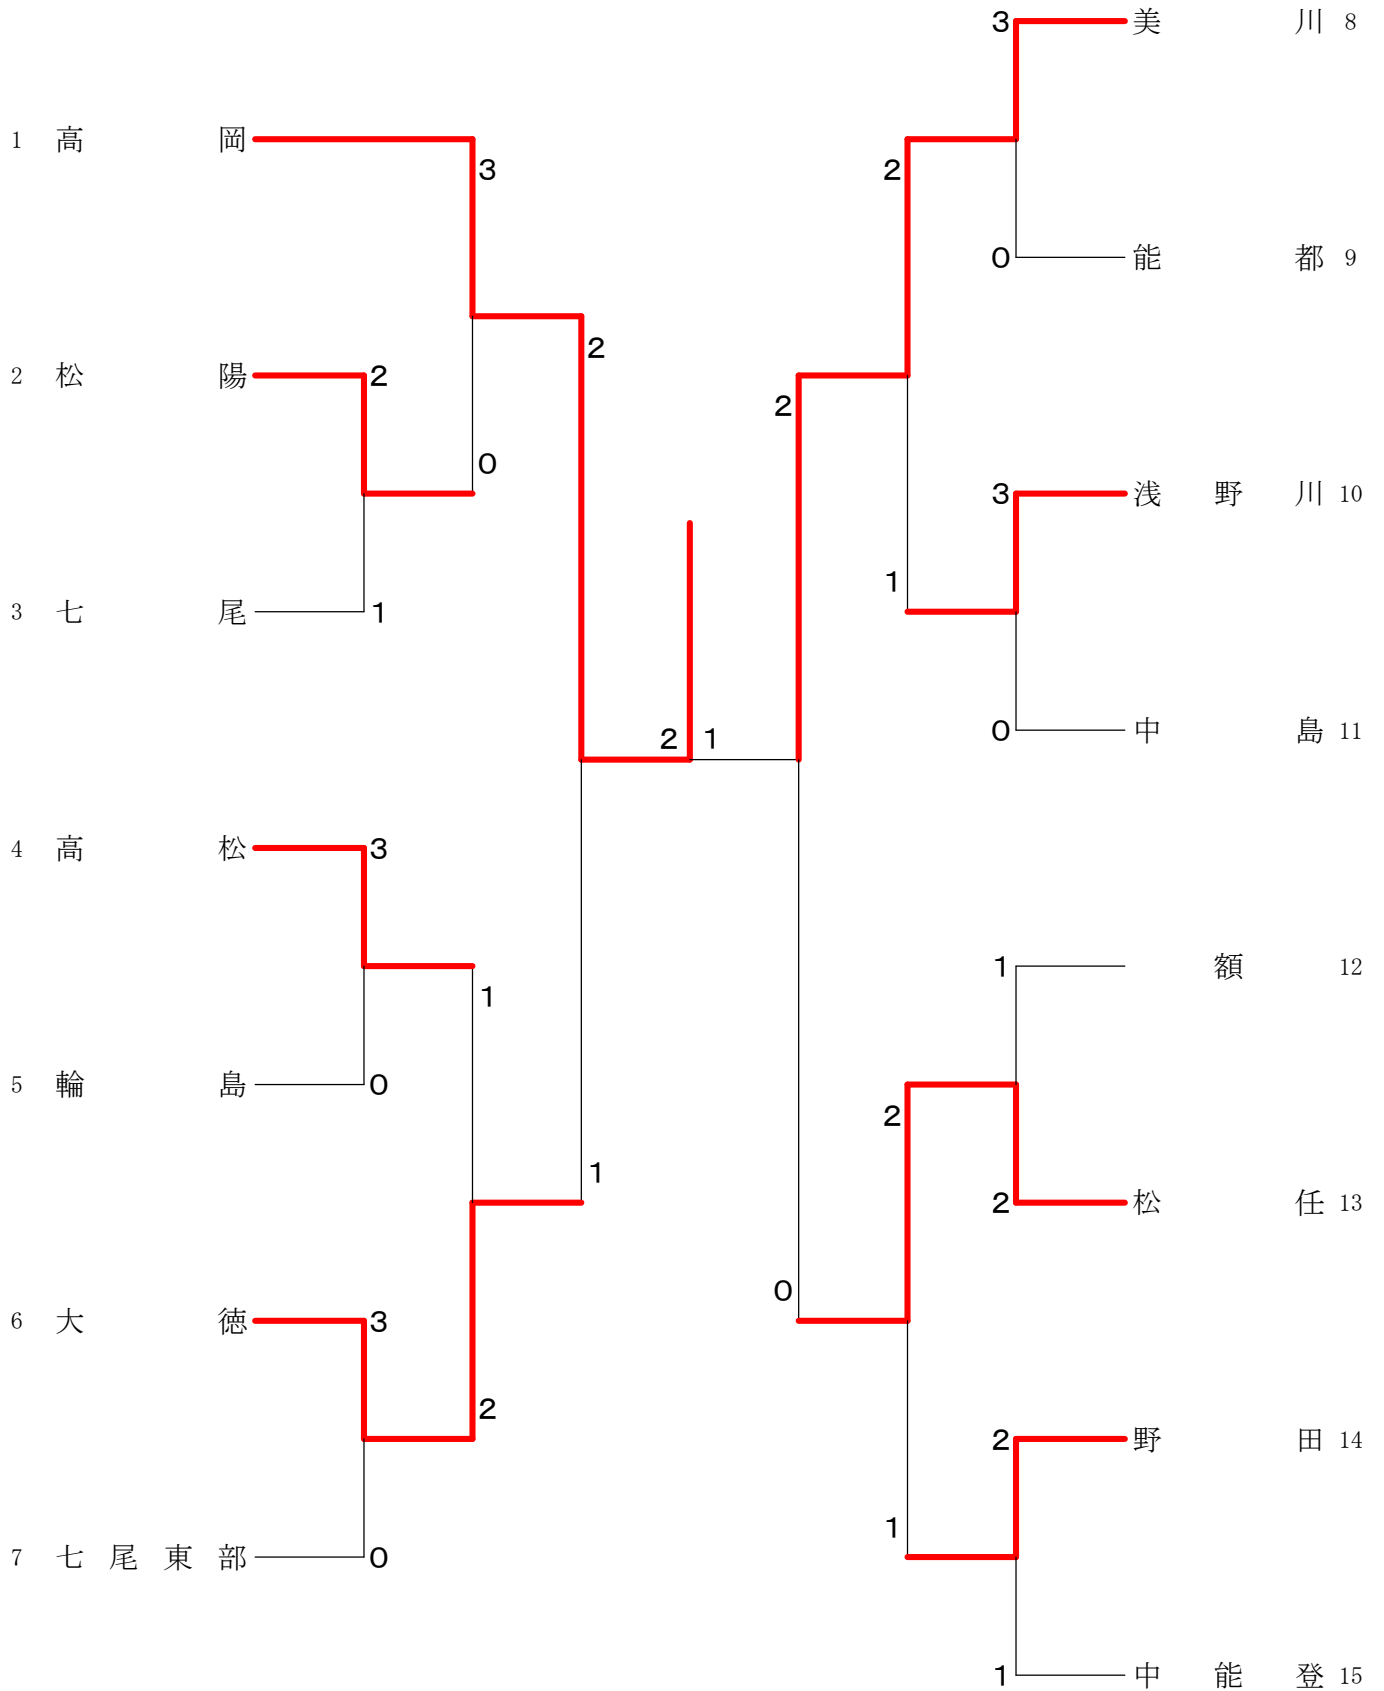 3 美川 8
1 高岡
3
2
0 能都 9
2
2 松陽 2
2
0
3 浅野川 10
1
3 七尾 1
2 1
0 中島 11
4 高松 3
1 額 12
1
5 輪島 0
2
1
2 松任 13
0
6 大徳 3
2
2 野田 14
1
7 七尾東部 0
1 中能登 15